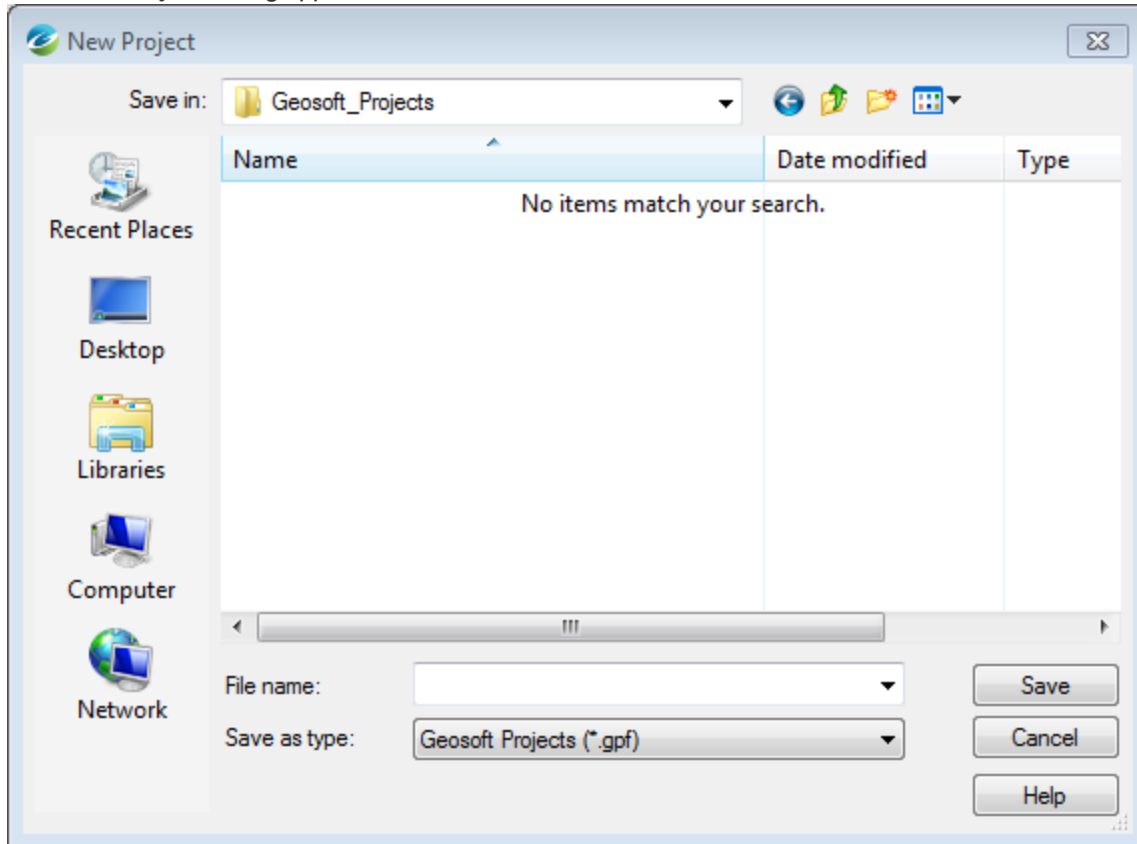 New Project
Save in: Geosoft_Projects
Name Date modified Type
No items match your search.
Recent Places
Desktop
Libraries
Computer
Network
File name: Save
Save as type: Geosoft Projects (*.gpf) Cancel
Help